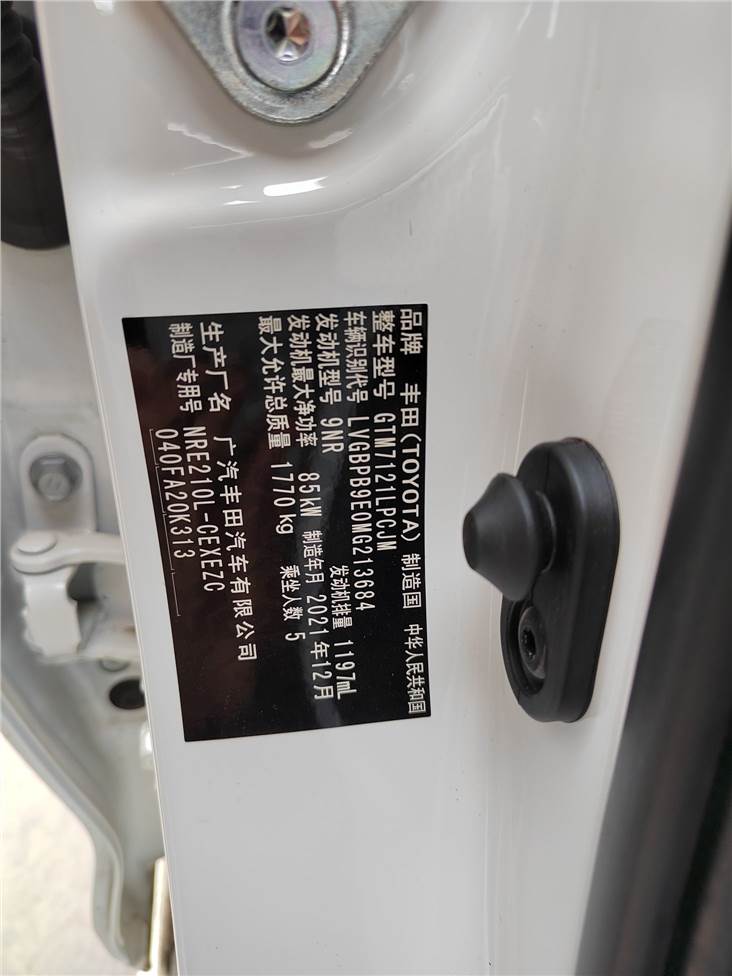 品牌 丰田(TOYOTA) 制造国 中华人民共和国
整车型号 GTM7121LPCJM
车辆识别代号 LVGBPB9E0MG213684
发动机型号 9NR 发动机排量 1197mL
发动机最大净功率 85kW 制造年月 2021年12月
最大允许总质量 1770kg 乘坐人数 5
生产厂名 广汽丰田汽车有限公司
制造厂专用号 NRE210L-CEXEZC
040FA20K313